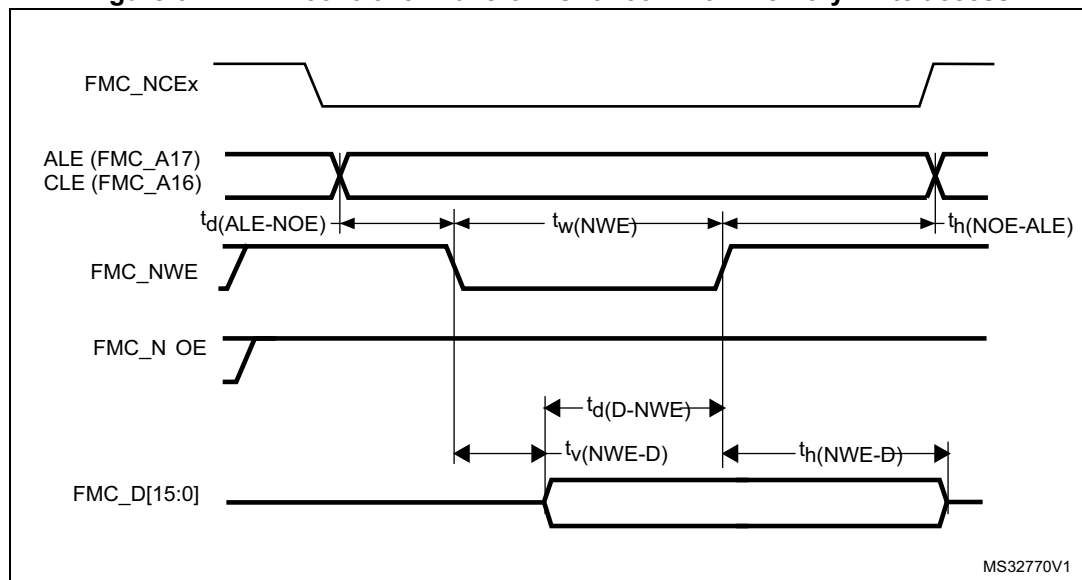 FMC_NCEx
ALE (FMC_A17)
CLE (FMC_A16)
td(ALE-NOE)
tw(NWE)
th(NOE-ALE)
FMC_NWE
FMC_N OE
td(D-NWE)
tv(NWE-D)
th(NWE-D)
FMC_D[15:0]
MS32770V1